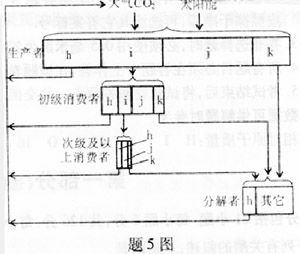 大气CO₂ 太阳能
生产者 h i j k
初级消费者 h i j k
次级及以上消费者 h j k
分解者 h 其它
题5图